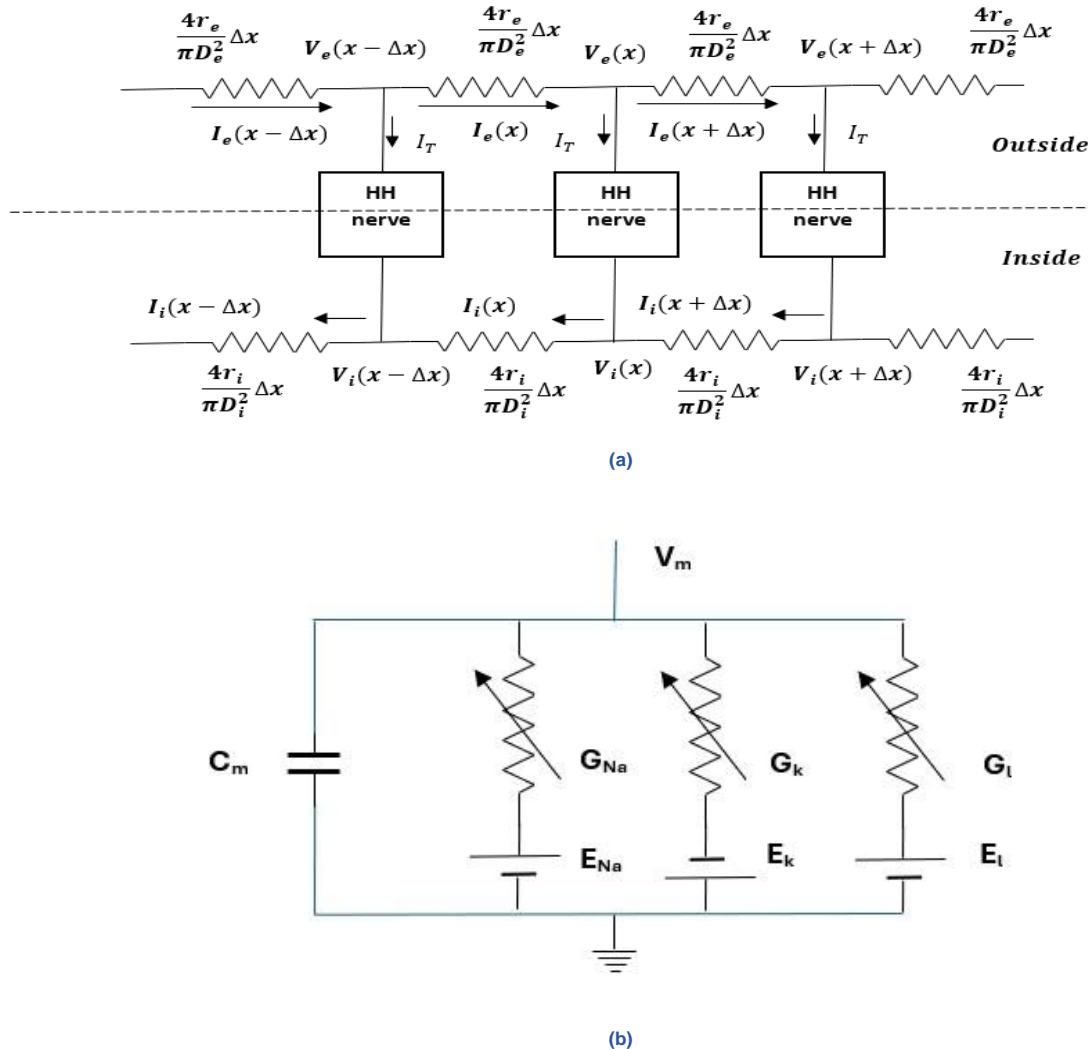 4r_e/πD_e^2 Δx V_e(x − Δx) 4r_e/πD_e^2 Δx V_e(x) 4r_e/πD_e^2 Δx V_e(x + Δx) 4r_e/πD_e^2 Δx
I_e(x − Δx) I_T I_e(x) I_T I_e(x + Δx) I_T
Outside
HH HH HH
nerve nerve nerve
Inside
I_i(x − Δx) I_i(x) I_i(x + Δx)
4r_i/πD_i^2 Δx V_i(x − Δx) 4r_i/πD_i^2 Δx V_i(x) 4r_i/πD_i^2 Δx V_i(x + Δx) 4r_i/πD_i^2 Δx
(a)
V_m
C_m G_Na G_k G_l
E_Na E_k E_l
(b)